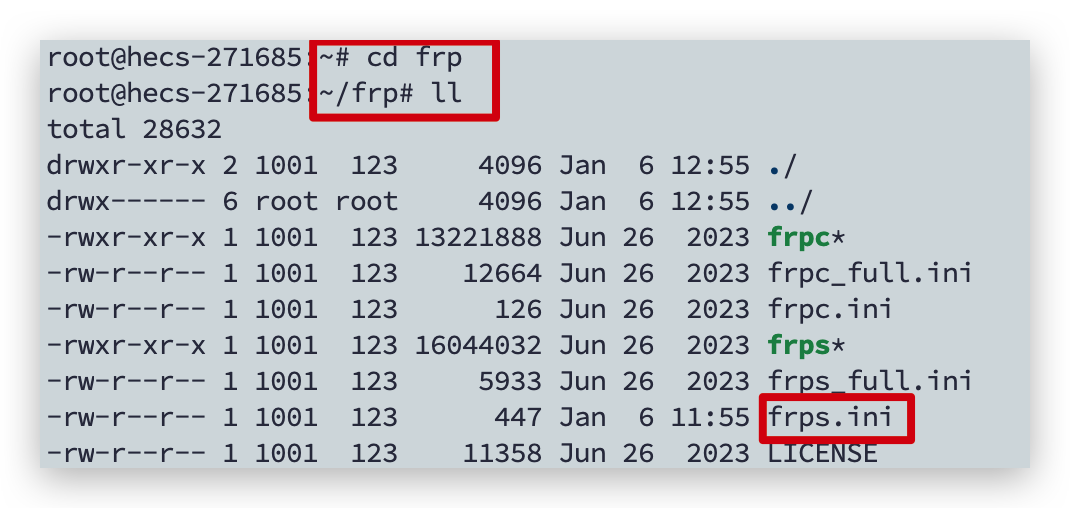 root@hecs-271685:~# cd frp
root@hecs-271685:~/frp# ll
total 28632
drwxr-xr-x 2 1001  123     4096 Jan  6 12:55 ./
drwx------ 6 root root     4096 Jan  6 12:55 ../
-rwxr-xr-x 1 1001  123 13221888 Jun 26  2023 frpc*
-rw-r--r-- 1 1001  123    12664 Jun 26  2023 frpc_full.ini
-rw-r--r-- 1 1001  123      126 Jun 26  2023 frpc.ini
-rwxr-xr-x 1 1001  123 16044032 Jun 26  2023 frps*
-rw-r--r-- 1 1001  123     5933 Jun 26  2023 frps_full.ini
-rw-r--r-- 1 1001  123      447 Jan  6 11:55 frps.ini
-rw-r--r-- 1 1001  123    11358 Jun 26  2023 LICENSE